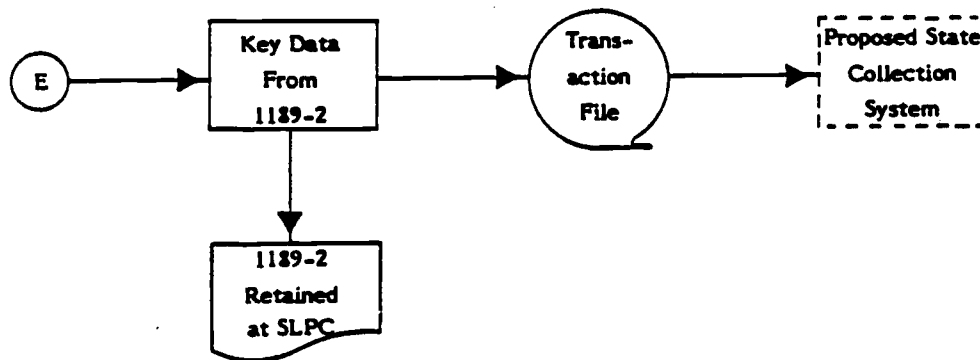 E
Key Data
From
1189-2
Trans-
action
File
Proposed State
Collection
System
1189-2
Retained
at SLPC